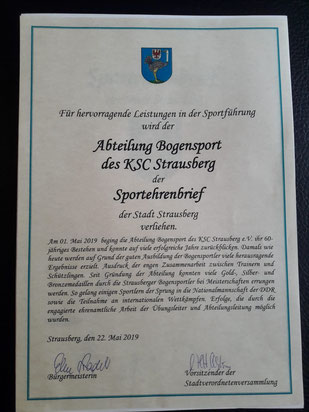 Für hervorragende Leistungen in der Sportführung
wird der
Abteilung Bogensport
des KSC Strausberg
der
Sportehrenbrief
der Stadt Strausberg
verliehen.
Am 01. Mai 2019 beging die Abteilung Bogensport des KSC Strausberg e.V. ihr 60-
jähriges Bestehen und konnte auf viele erfolgreiche Jahre zurückblicken. Damals wie
heute werden auf Grund der guten Ausbildung der Bogensportler viele herausragende
Ergebnisse erzielt. Ausdruck der engen Zusammenarbeit zwischen Trainern und
Schützlingen. Seit Gründung der Abteilung konnten viele Gold-, Silber- und
Bronzemedaillen durch die Strausberger Bogensportler bei Meisterschaften errungen
werden. So gelang einigen Sportlern der Sprung in die Nationalmannschaft der DDR
sowie die Teilnahme an internationalen Wettkämpfen. Erfolge, die durch die
engagierte ehrenamtliche Arbeit der Übungsleiter und Abteilungsleitung möglich
wurden.
Strausberg, den 22. Mai 2019
Bürgermeisterin
Vorsitzender der
Stadtverordnetenversammlung